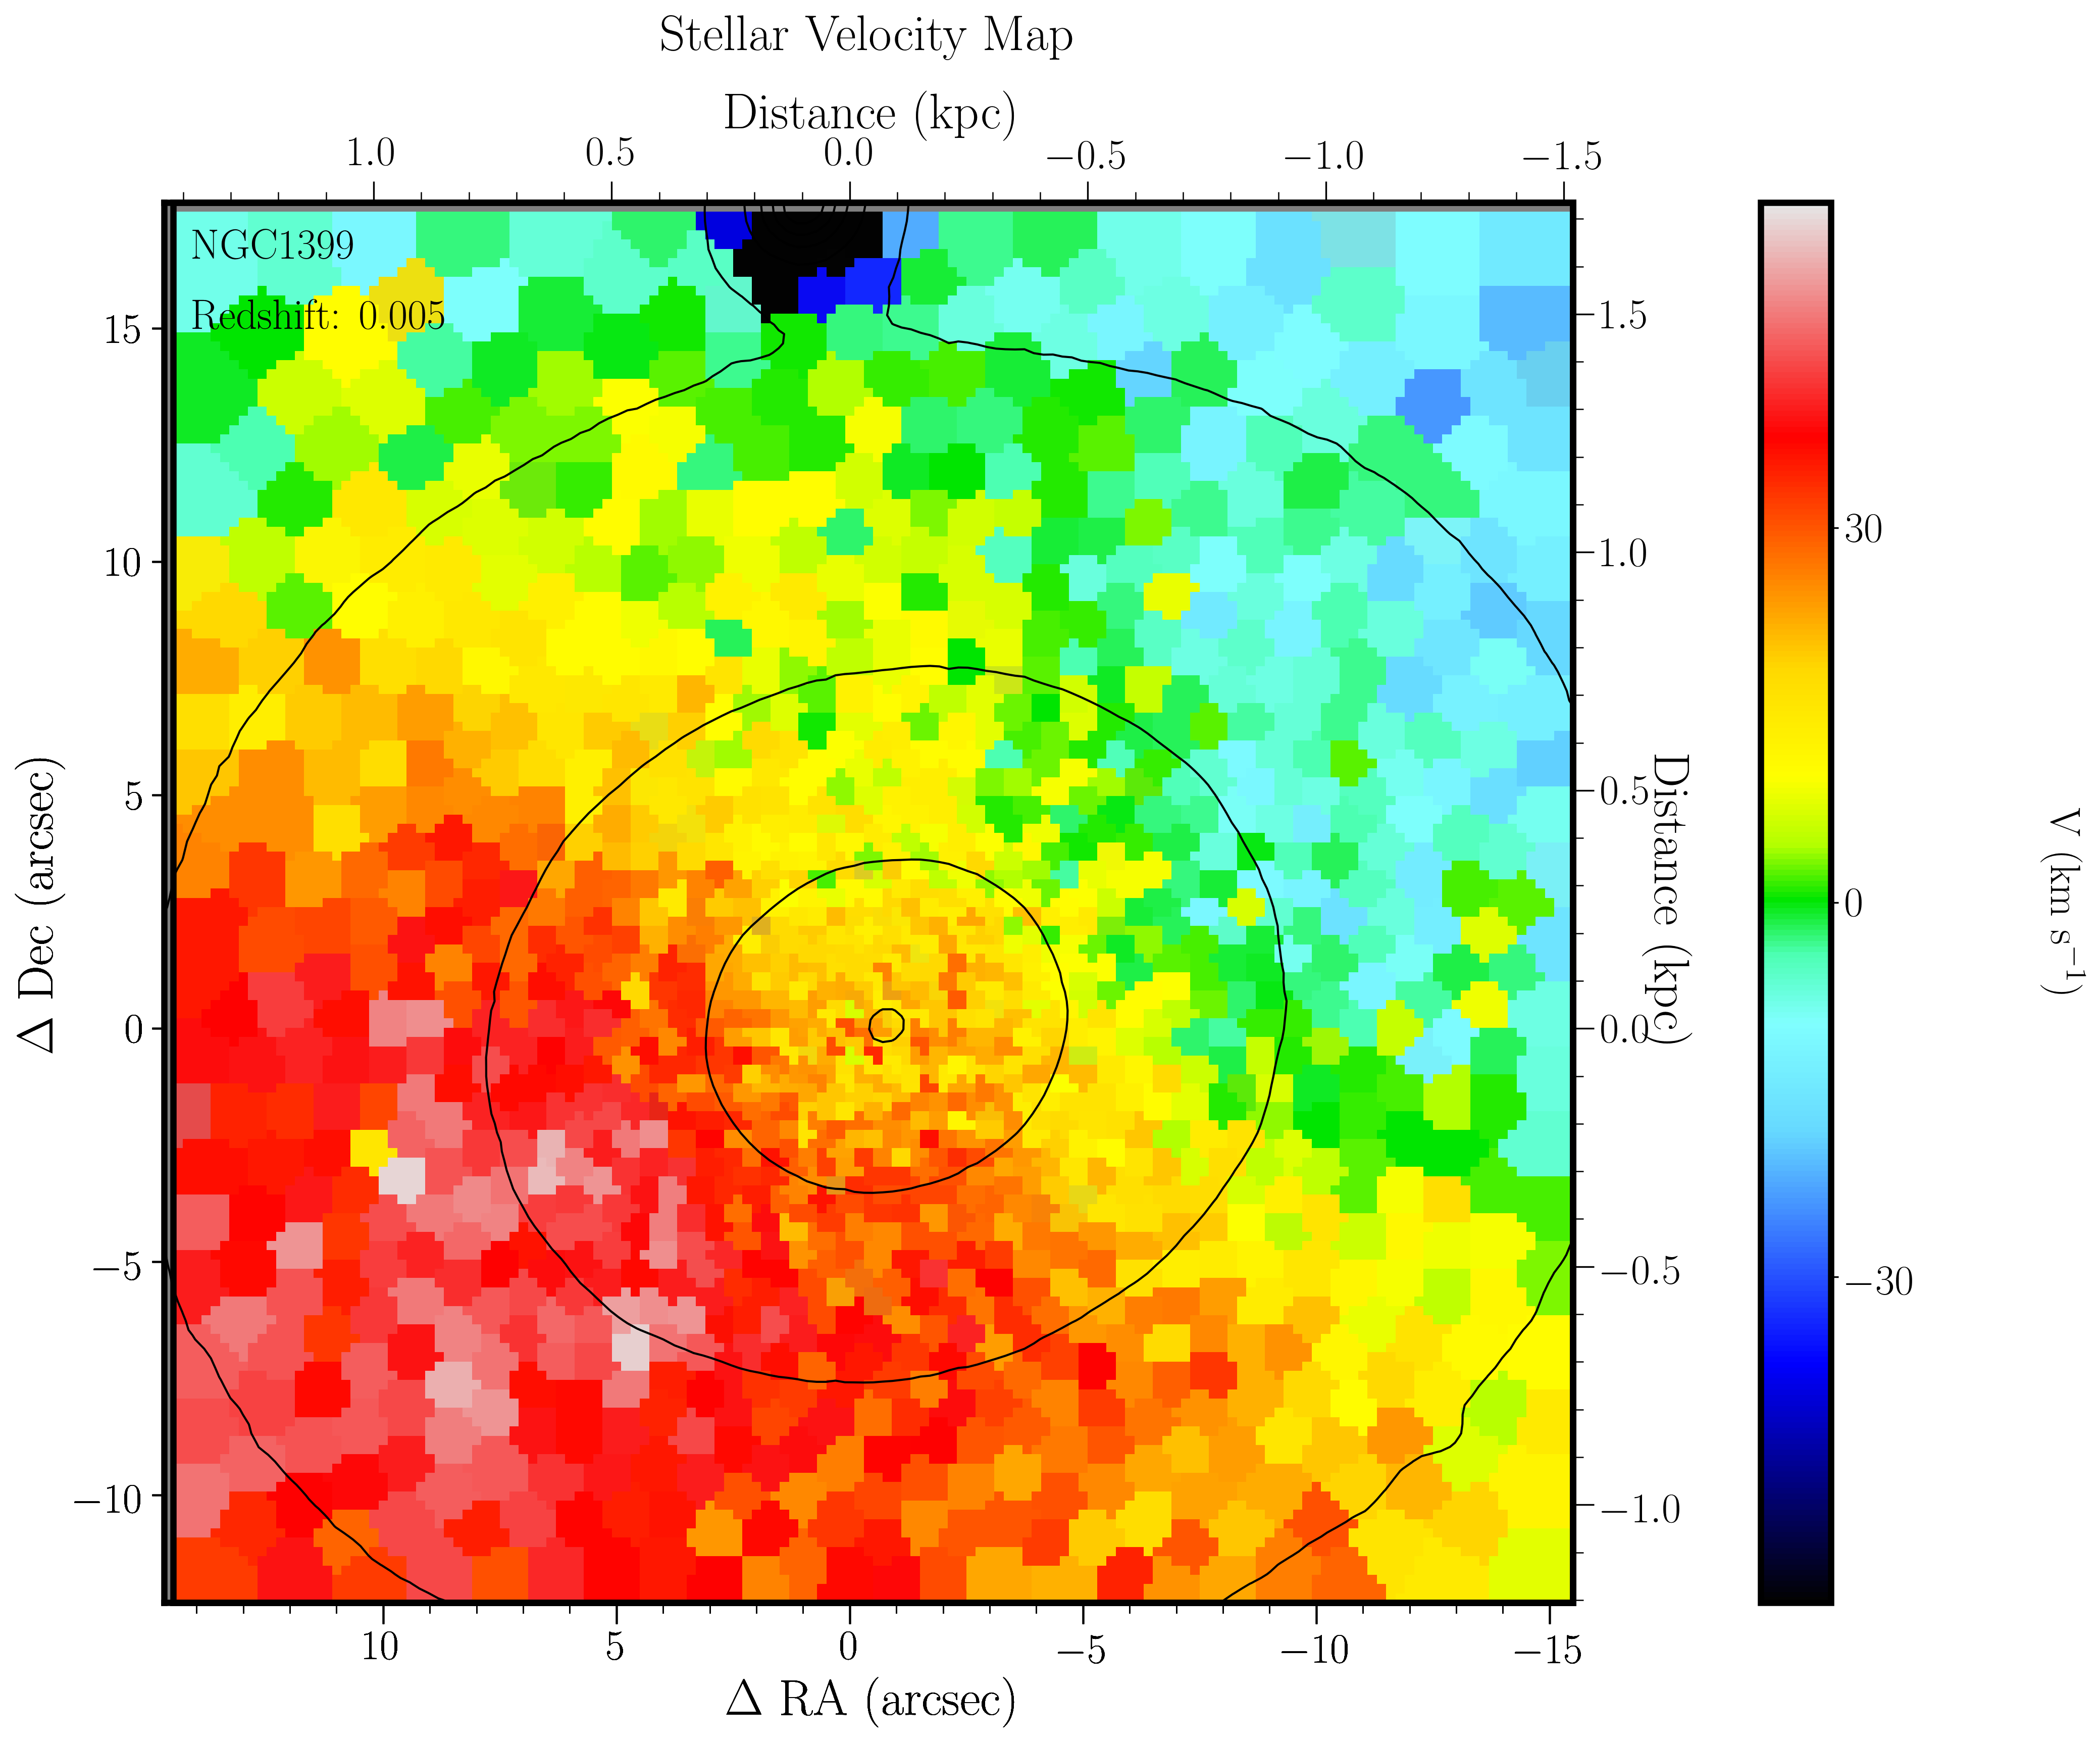 Stellar Velocity Map
Distance (kpc)
1.0 0.5 0.0 −0.5 −1.0 −1.5
NGC1399
Redshift: 0.005
15
10
5
0
−5
−10
Δ Dec (arcsec)
10 5 0 −5 −10 −15
Δ RA (arcsec)
1.5
1.0
0.5
0.0
−0.5
−1.0
Distance (kpc)
30
0
−30
V (km s⁻¹)